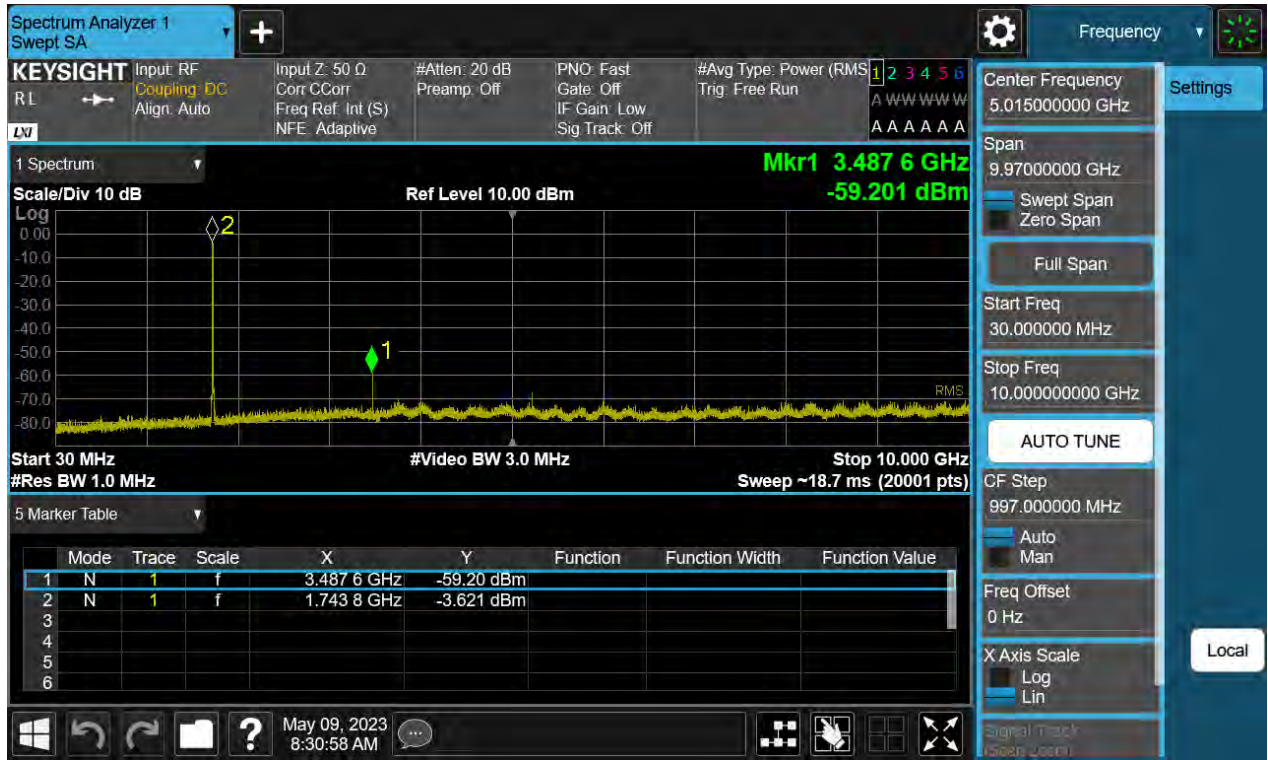 Spectrum Analyzer 1
Swept SA
+
Frequency
KEYSIGHT
RL
LXI
Input: RF
Coupling: DC
Align: Auto
Input Z: 50 Ω
Corr CCorr
Freq Ref: Int (S)
NFE: Adaptive
#Atten: 20 dB
Preamp: Off
PNO: Fast
Gate: Off
IF Gain: Low
Sig Track: Off
#Avg Type: Power (RMS
Trig: Free Run
1 2 3 4 5 6
A W W W W W
A A A A A A
1 Spectrum
Mkr1 3.487 6 GHz
-59.201 dBm
Scale/Div 10 dB
Ref Level 10.00 dBm
Log
0.00
-10.0
-20.0
-30.0
-40.0
-50.0
-60.0
-70.0
-80.0
2
1
RMS
Start 30 MHz
#Video BW 3.0 MHz
Stop 10.000 GHz
#Res BW 1.0 MHz
Sweep ~18.7 ms (20001 pts)
5 Marker Table
Mode Trace Scale X Y Function Function Width Function Value
1 N 1 f 3.487 6 GHz -59.20 dBm
2 N 1 f 1.743 8 GHz -3.621 dBm
3
4
5
6
?
May 09, 2023
8:30:58 AM
Center Frequency
5.015000000 GHz
Settings
Span
9.97000000 GHz
Swept Span
Zero Span
Full Span
Start Freq
30.000000 MHz
Stop Freq
10.000000000 GHz
AUTO TUNE
CF Step
997.000000 MHz
Auto
Man
Freq Offset
0 Hz
X Axis Scale
Log
Lin
Local
Signal Track
(Span Zoom)